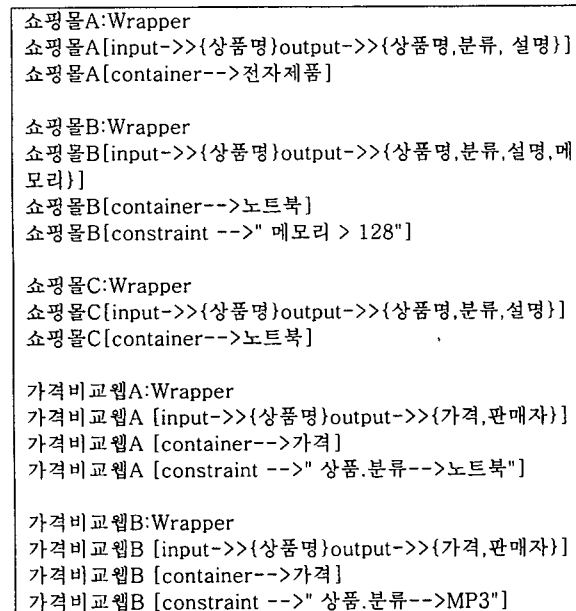 쇼핑몰A:Wrapper
쇼핑몰A[input->>{상품명}output->>{상품명,분류, 설명}]
쇼핑몰A[container-->전자제품]
쇼핑몰B:Wrapper
쇼핑몰B[input->>{상품명}output->>{상품명,분류,설명,메
모리}]
쇼핑몰B[container-->노트북]
쇼핑몰B[constraint -->" 메모리 > 128"]
쇼핑몰C:Wrapper
쇼핑몰C[input->>{상품명}output->>{상품명,분류,설명}]
쇼핑몰C[container-->노트북]
가격비교웹A:Wrapper
가격비교웹A [input->>{상품명}output->>{가격,판매자}]
가격비교웹A [container-->가격]
가격비교웹A [constraint -->" 상품.분류-->노트북"]
가격비교웹B:Wrapper
가격비교웹B [input->>{상품명}output->>{가격,판매자}]
가격비교웹B [container-->가격]
가격비교웹B [constraint -->" 상품.분류-->MP3"]